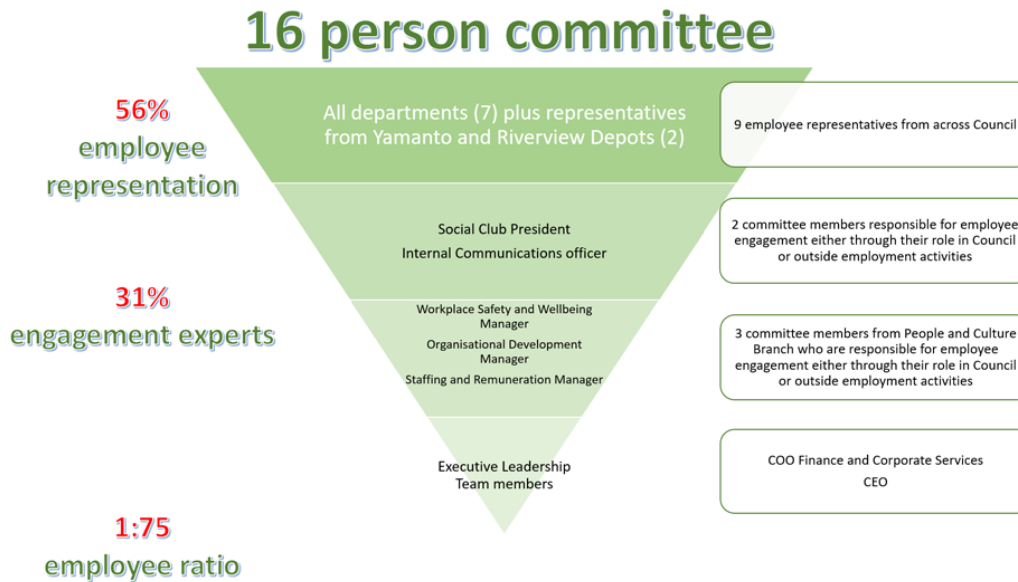 16 person committee
56%
employee
representation
All departments (7) plus representatives
from Yamanto and Riverview Depots (2)
9 employee representatives from across Council
Social Club President
Internal Communications officer
2 committee members responsible for employee
engagement either through their role in Council
or outside employment activities
31%
engagement experts
Workplace Safety and Wellbeing
Manager
Organisational Development
Manager
Staffing and Remuneration Manager
3 committee members from People and Culture
Branch who are responsible for employee
engagement either through their role in Council
or outside employment activities
Executive Leadership
Team members
COO Finance and Corporate Services
CEO
1:75
employee ratio